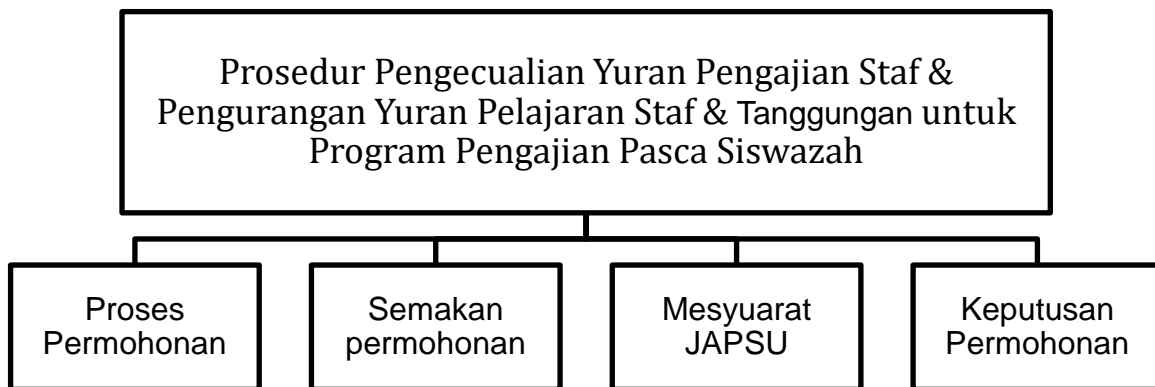 Prosedur Pengecualian Yuran Pengajian Staf &
Pengurangan Yuran Pelajaran Staf & Tanggungan untuk
Program Pengajian Pasca Siswazah
Proses
Permohonan
Semakan
permohonan
Mesyuarat
JAPSU
Keputusan
Permohonan